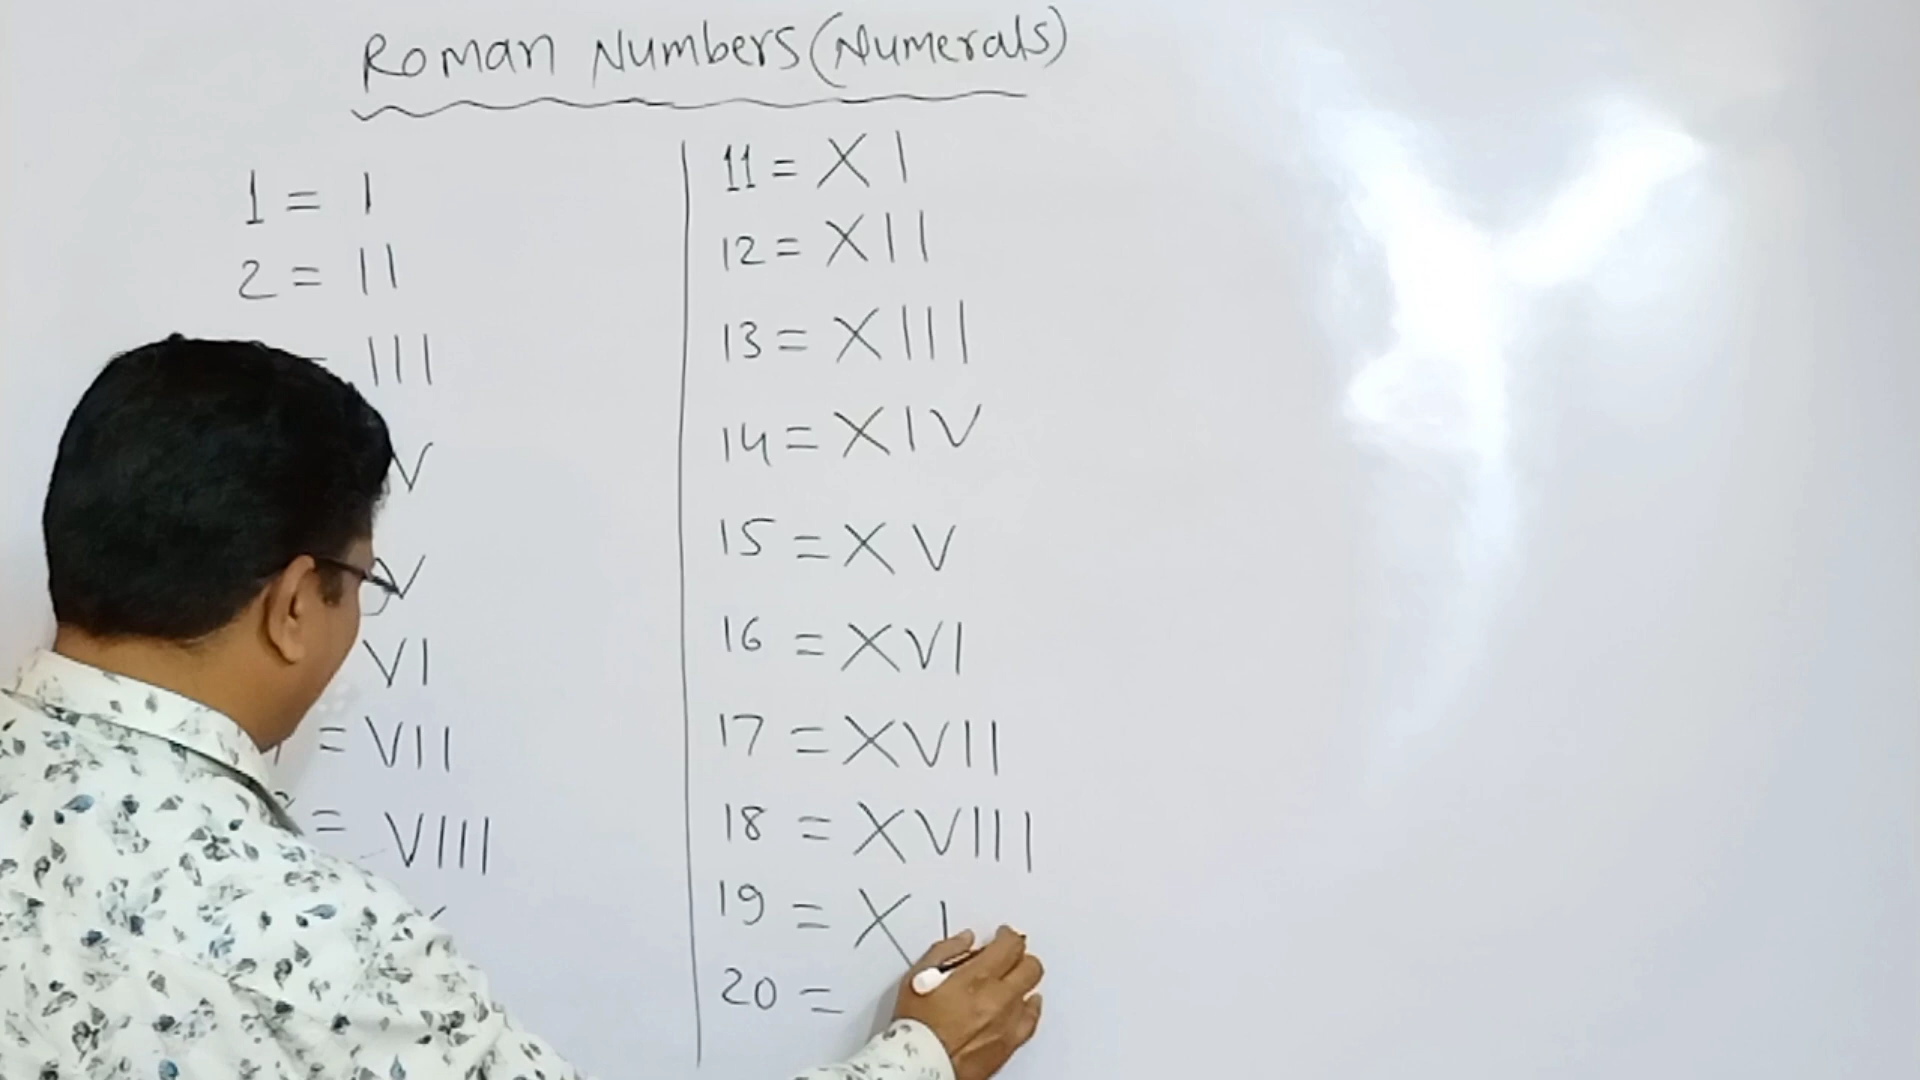 Roman Numbers (Numerals)
1 = I
2 = II
= III
V
V
VI
= VII
= VIII
11 = XI
12 = XII
13 = XIII
14 = XIV
15 = XV
16 = XVI
17 = XVII
18 = XVIII
19 = XI
20 =